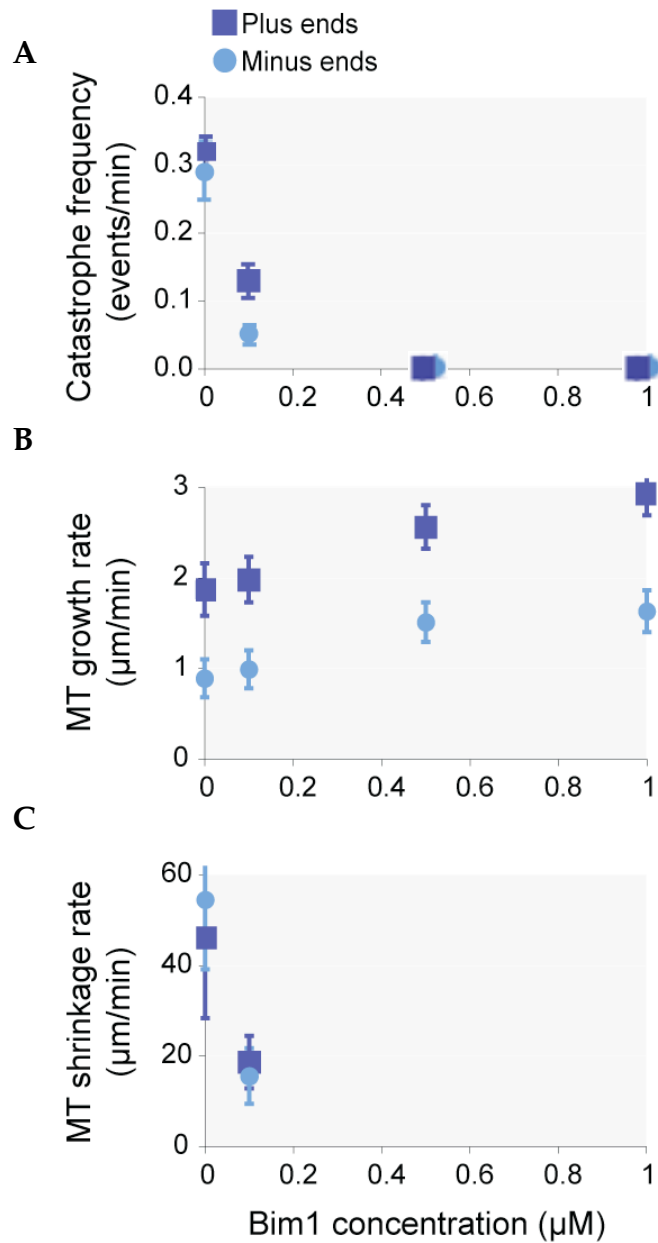 Plus ends
Minus ends
A
Catastrophe frequency
(events/min)
0.4
0.3
0.2
0.1
0.0
0 0.2 0.4 0.6 0.8 1
B
MT growth rate
(µm/min)
3
2
1
0
0 0.2 0.4 0.6 0.8 1
C
MT shrinkage rate
(µm/min)
60
40
20
0
0 0.2 0.4 0.6 0.8 1
Bim1 concentration (µM)